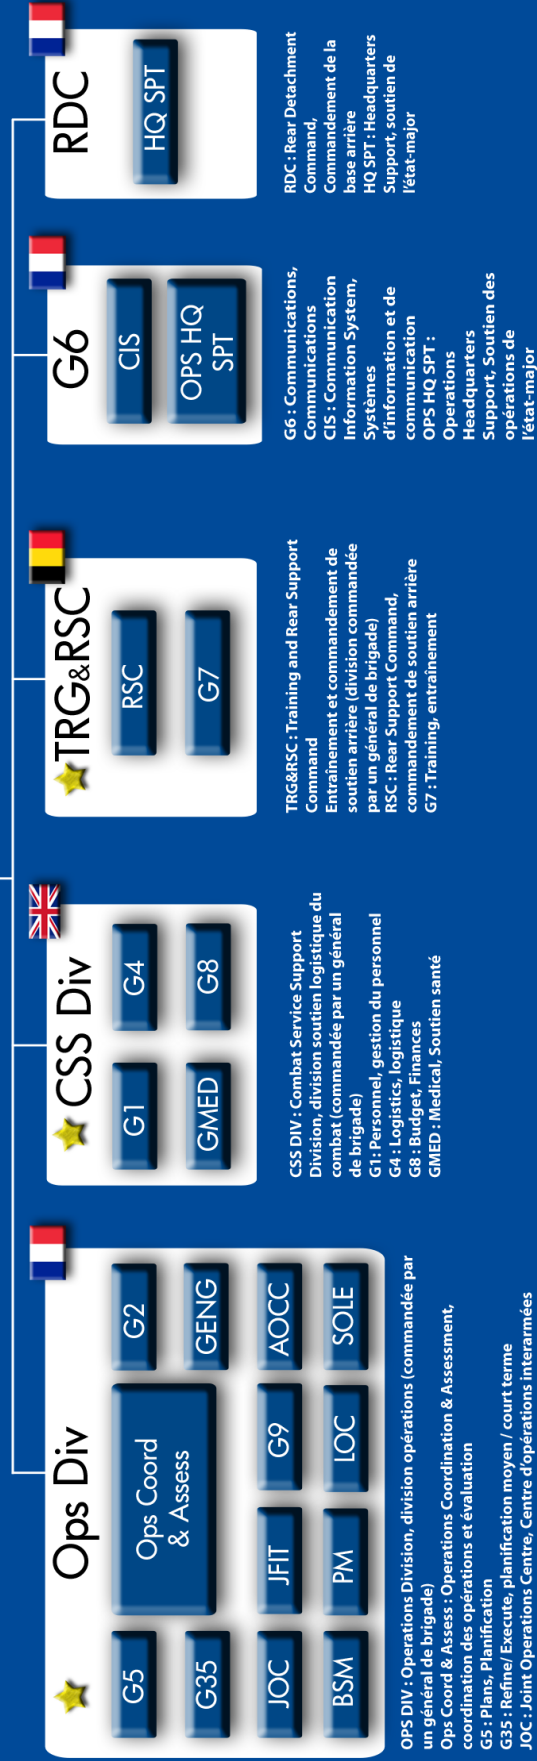 Ops Div
G5
Ops Coord
& Assess
G2
G35
GENG
JOC
JFIT
G9
AOCC
BSM
PM
LOC
SOLE
OPS DIV : Operations Division, division opérations (commandée par
un général de brigade)
Ops Coord & Assess : Operations Coordination & Assessment,
coordination des opérations et évaluation
G5 : Plans, Planification
G35 : Refine/ Execute, planification moyen / court terme
JOC : Joint Operations Centre, Centre d'opérations interarmées
CSS Div
G1
G4
GMED
G8
CSS DIV : Combat Service Support
Division, division soutien logistique du
combat (commandée par un général
de brigade)
G1: Personnel, gestion du personnel
G4 : Logistics, logistique
G8 : Budget, Finances
GMED : Medical, Soutien santé
TRG&RSC
RSC
G7
TRG&RSC : Training and Rear Support
Command
Entraînement et commandement de
soutien arrière (division commandée
par un général de brigade)
RSC : Rear Support Command,
commandement de soutien arrière
G7 : Training, entraînement
G6
CIS
OPS HQ
SPT
G6 : Communications,
Communications
CIS : Communication
Information System,
Systèmes
d'information et de
communication
OPS HQ SPT :
Operations
Headquarters
Support, Soutien des
opérations de
l'état-major
RDC
HQ SPT
RDC : Rear Detachment
Command,
Commandement de la
base arrière
HQ SPT : Headquarters
Support, soutien de
l'état-major